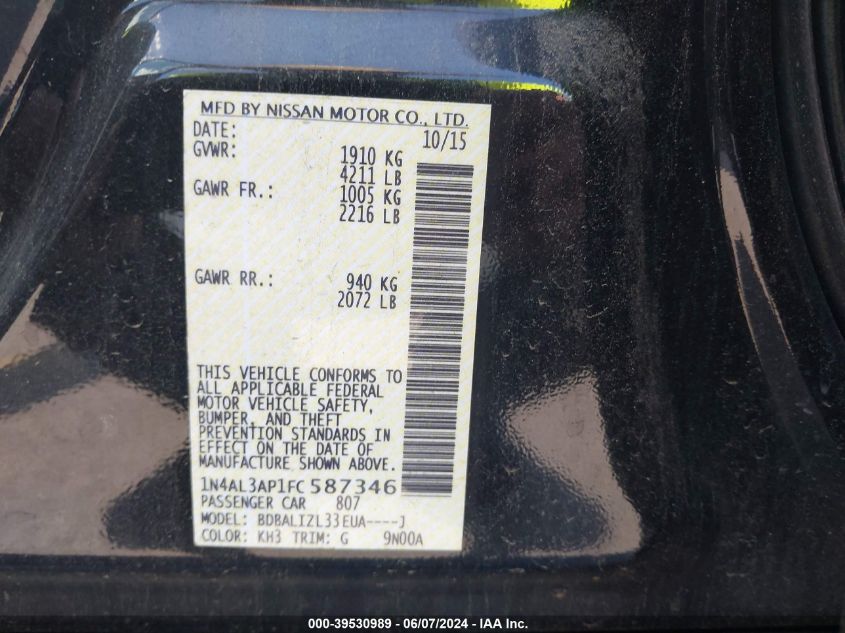 MFD BY NISSAN MOTOR CO., LTD.
DATE: 10/15
GVWR: 1910 KG
4211 LB
GAWR FR.: 1005 KG
2216 LB
GAWR RR.: 940 KG
2072 LB
THIS VEHICLE CONFORMS TO
ALL APPLICABLE FEDERAL
MOTOR VEHICLE SAFETY,
BUMPER, AND THEFT
PREVENTION STANDARDS IN
EFFECT ON THE DATE OF
MANUFACTURE SHOWN ABOVE.
1N4AL3AP1FC587346
PASSENGER CAR 807
MODEL: BDBALIZL33EUA----J
COLOR: KH3 TRIM: G 9N00A
000-39530989 - 06/07/2024 - IAA Inc.